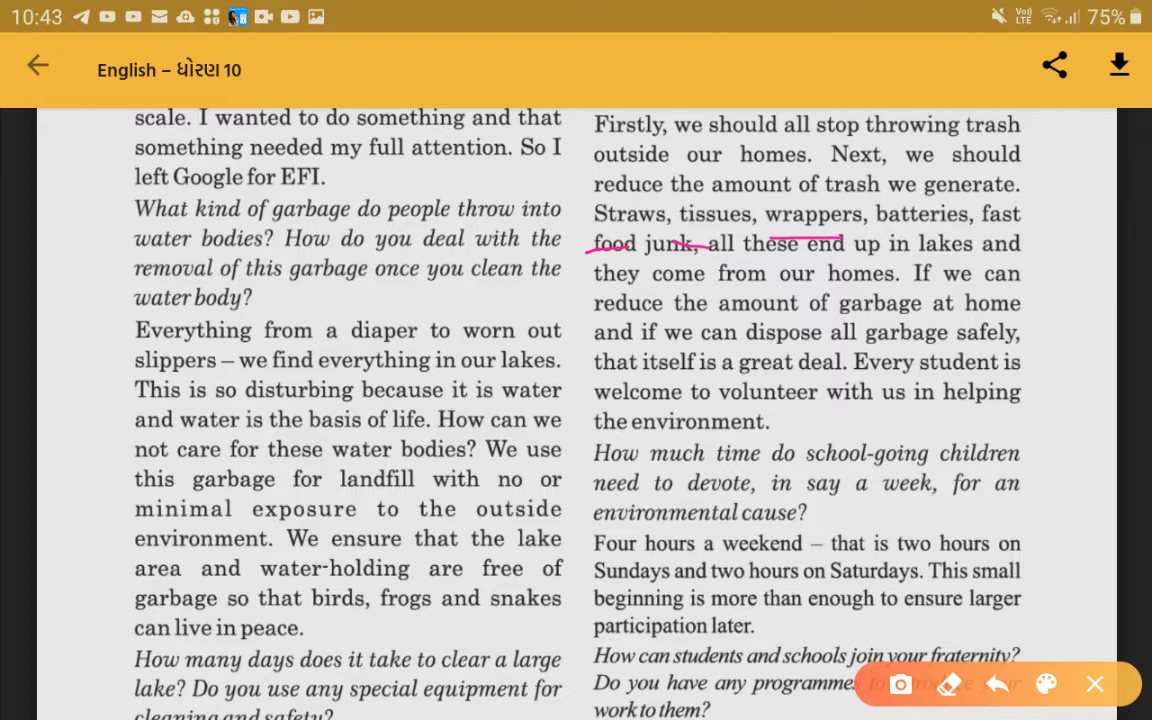 10:43
Vo)) LTE
75%
English – ધોરણ 10
scale. I wanted to do something and that
something needed my full attention. So I
left Google for EFI.
What kind of garbage do people throw into
water bodies? How do you deal with the
removal of this garbage once you clean the
water body?
Everything from a diaper to worn out
slippers – we find everything in our lakes.
This is so disturbing because it is water
and water is the basis of life. How can we
not care for these water bodies? We use
this garbage for landfill with no or
minimal exposure to the outside
environment. We ensure that the lake
area and water-holding are free of
garbage so that birds, frogs and snakes
can live in peace.
How many days does it take to clear a large
lake? Do you use any special equipment for
cleaning and safety?
Firstly, we should all stop throwing trash
outside our homes. Next, we should
reduce the amount of trash we generate.
Straws, tissues, wrappers, batteries, fast
food junk, all these end up in lakes and
they come from our homes. If we can
reduce the amount of garbage at home
and if we can dispose all garbage safely,
that itself is a great deal. Every student is
welcome to volunteer with us in helping
the environment.
How much time do school-going children
need to devote, in say a week, for an
environmental cause?
Four hours a weekend – that is two hours on
Sundays and two hours on Saturdays. This small
beginning is more than enough to ensure larger
participation later.
How can students and schools join your fraternity?
Do you have any programmes
work to them?